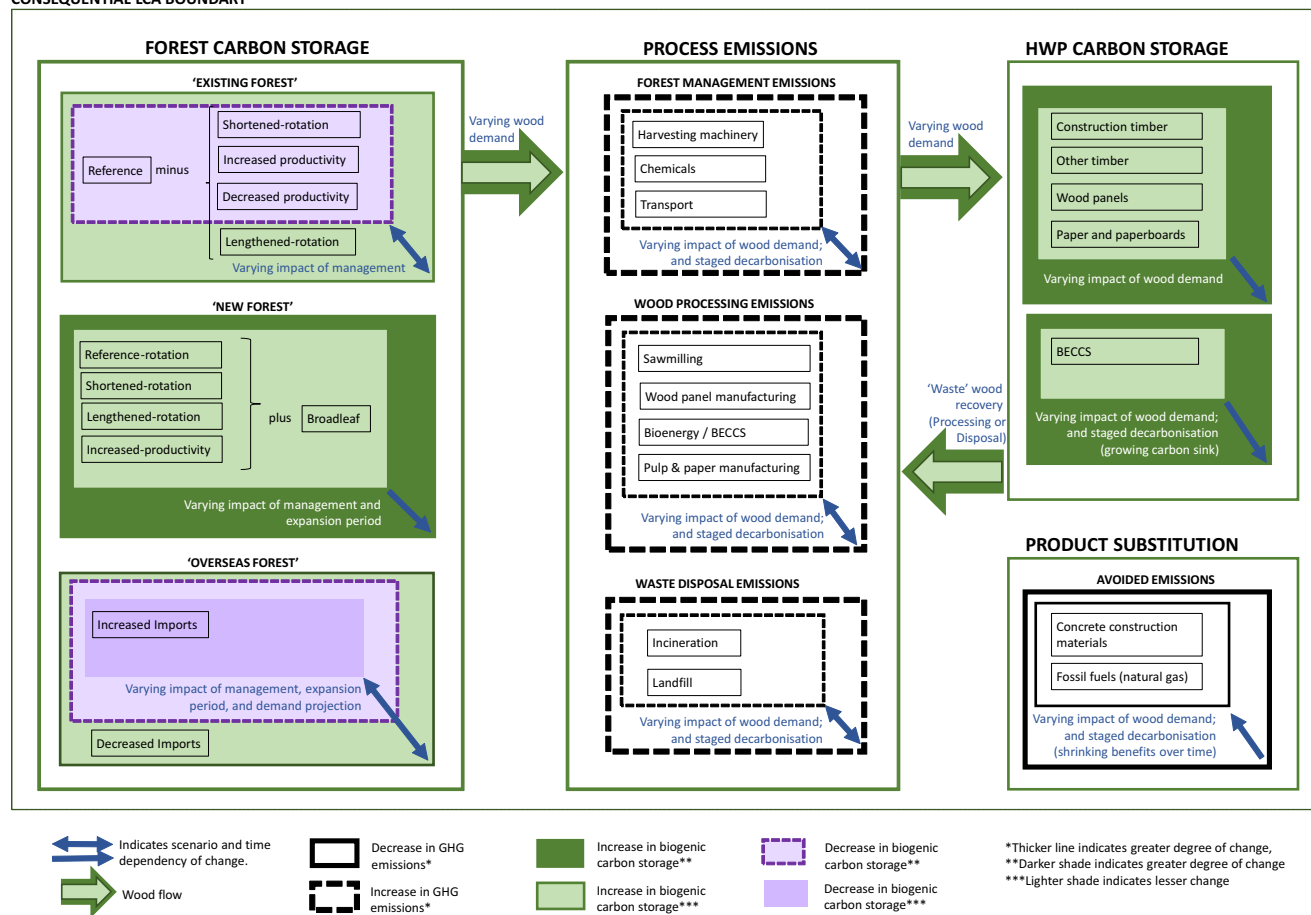 CONSEQUENTIAL LCA BOUNDARY
FOREST CARBON STORAGE
‘EXISTING FOREST’
Reference
minus
Shortened-rotation
Increased productivity
Decreased productivity
Lengthened-rotation
Varying impact of management
‘NEW FOREST’
Reference-rotation
Shortened-rotation
Lengthened-rotation
Increased-productivity
plus
Broadleaf
Varying impact of management and
expansion period
‘OVERSEAS FOREST’
Increased Imports
Varying impact of management, expansion
period, and demand projection
Decreased Imports
Varying wood
demand
PROCESS EMISSIONS
FOREST MANAGEMENT EMISSIONS
Harvesting machinery
Chemicals
Transport
Varying impact of wood demand;
and staged decarbonisation
WOOD PROCESSING EMISSIONS
Sawmilling
Wood panel manufacturing
Bioenergy / BECCS
Pulp & paper manufacturing
Varying impact of wood demand;
and staged decarbonisation
WASTE DISPOSAL EMISSIONS
Incineration
Landfill
Varying impact of wood demand;
and staged decarbonisation
Varying wood
demand
‘Waste’ wood
recovery
(Processing or
Disposal)
HWP CARBON STORAGE
Construction timber
Other timber
Wood panels
Paper and paperboards
Varying impact of wood demand
BECCS
Varying impact of wood demand;
and staged decarbonisation
(growing carbon sink)
PRODUCT SUBSTITUTION
AVOIDED EMISSIONS
Concrete construction
materials
Fossil fuels (natural gas)
Varying impact of wood demand;
and staged decarbonisation
(shrinking benefits over time)
Indicates scenario and time
dependency of change.
Wood flow
Decrease in GHG
emissions*
Increase in GHG
emissions*
Increase in biogenic
carbon storage**
Increase in biogenic
carbon storage***
Decrease in biogenic
carbon storage**
Decrease in biogenic
carbon storage***
*Thicker line indicates greater degree of change,
**Darker shade indicates greater degree of change
***Lighter shade indicates lesser change